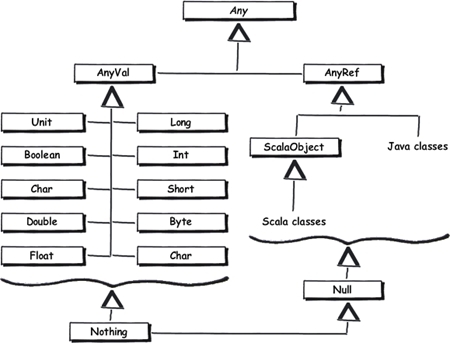 Any
AnyVal
AnyRef
Unit
Long
Boolean
Int
Char
Short
Double
Byte
Float
Char
ScalaObject
Java classes
Scala classes
Null
Nothing